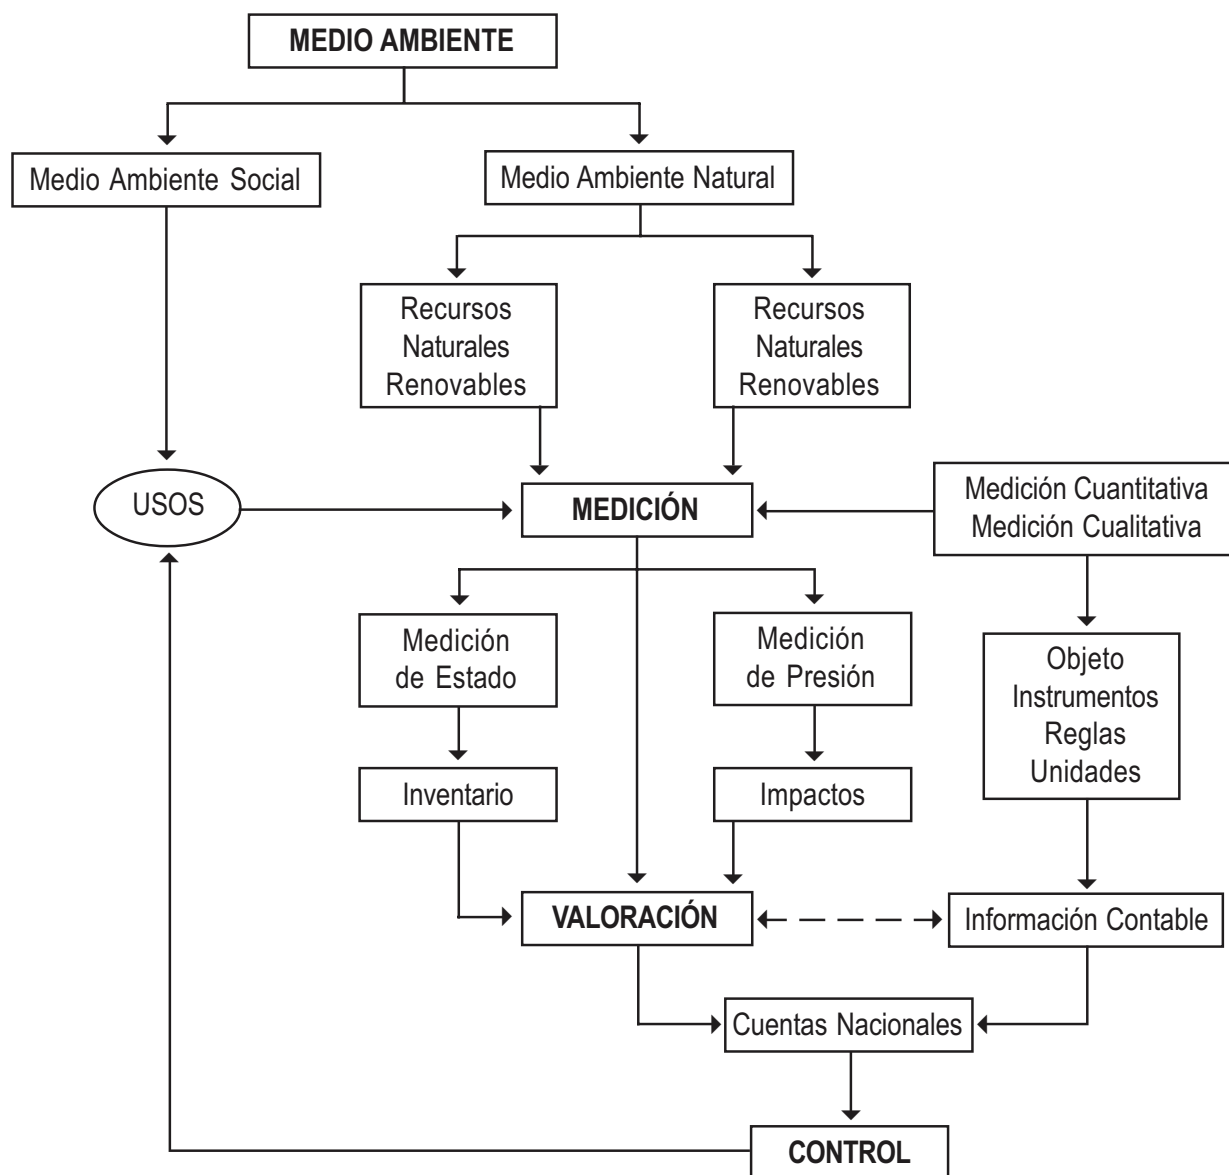 MEDIO AMBIENTE
Medio Ambiente Social
Medio Ambiente Natural
Recursos
Naturales
Renovables
Recursos
Naturales
Renovables
USOS
MEDICIÓN
Medición Cuantitativa
Medición Cualitativa
Medición
de Estado
Medición
de Presión
Objeto
Instrumentos
Reglas
Unidades
Inventario
Impactos
VALORACIÓN
Información Contable
Cuentas Nacionales
CONTROL